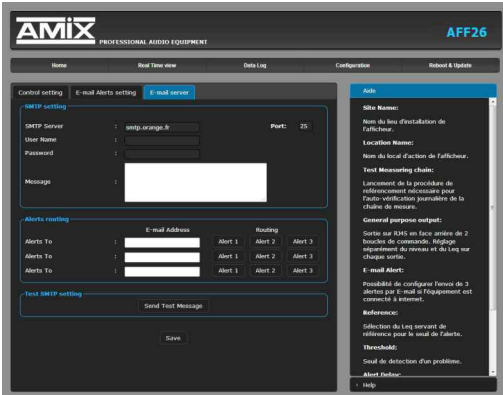 AMIX
PROFESSIONAL AUDIO EQUIPMENT
AFF26
Home
Real Time view
Data Log
Configuration
Reboot & Update
Control setting
E-mail Alerts setting
E-mail server
SMTP setting
SMTP Server : smtp.orange.fr Port: 25
User Name :
Password :
Message :
Alerts routing
E-mail Address Routing
Alerts To : Alert 1 Alert 2 Alert 3
Alerts To : Alert 1 Alert 2 Alert 3
Alerts To : Alert 1 Alert 2 Alert 3
Test SMTP setting
Send Test Message
Save
Aide
Site Name:
Nom du lieu d'installation de
l'afficheur.
Location Name:
Nom du local d'action de l'afficheur.
Test Measuring chain:
Lancement de la procédure de
référencement nécessaire pour
l'auto-vérification journalière de la
chaîne de mesure.
General purpose output:
Sortie sur RJ45 en face arrière de 2
boucles de commande. Réglage
séparément du niveau et du Leq sur
chaque sortie.
E-mail Alert:
Possibilité de configurer l'envoi de 3
alertes par E-mail si l'équipement est
connecté à internet.
Reference:
Sélection du Leq servant de
référence pour le seuil de l'alerte.
Threshold:
Seuil de detection d'un problème.
Alert Delay:
‹ Help